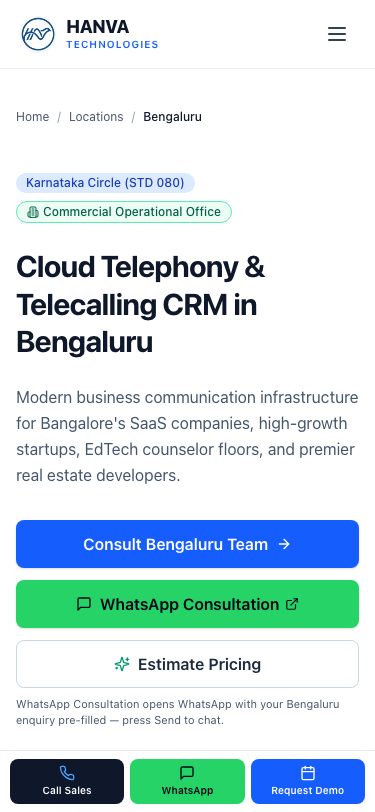 HANVA
TECHNOLOGIES
Home / Locations / Bengaluru
Karnataka Circle (STD 080)
Commercial Operational Office
Cloud Telephony &
Telecalling CRM in
Bengaluru
Modern business communication infrastructure
for Bangalore's SaaS companies, high-growth
startups, EdTech counselor floors, and premier
real estate developers.
Consult Bengaluru Team →
WhatsApp Consultation
Estimate Pricing
WhatsApp Consultation opens WhatsApp with your Bengaluru
enquiry pre-filled — press Send to chat.
Call Sales WhatsApp Request Demo